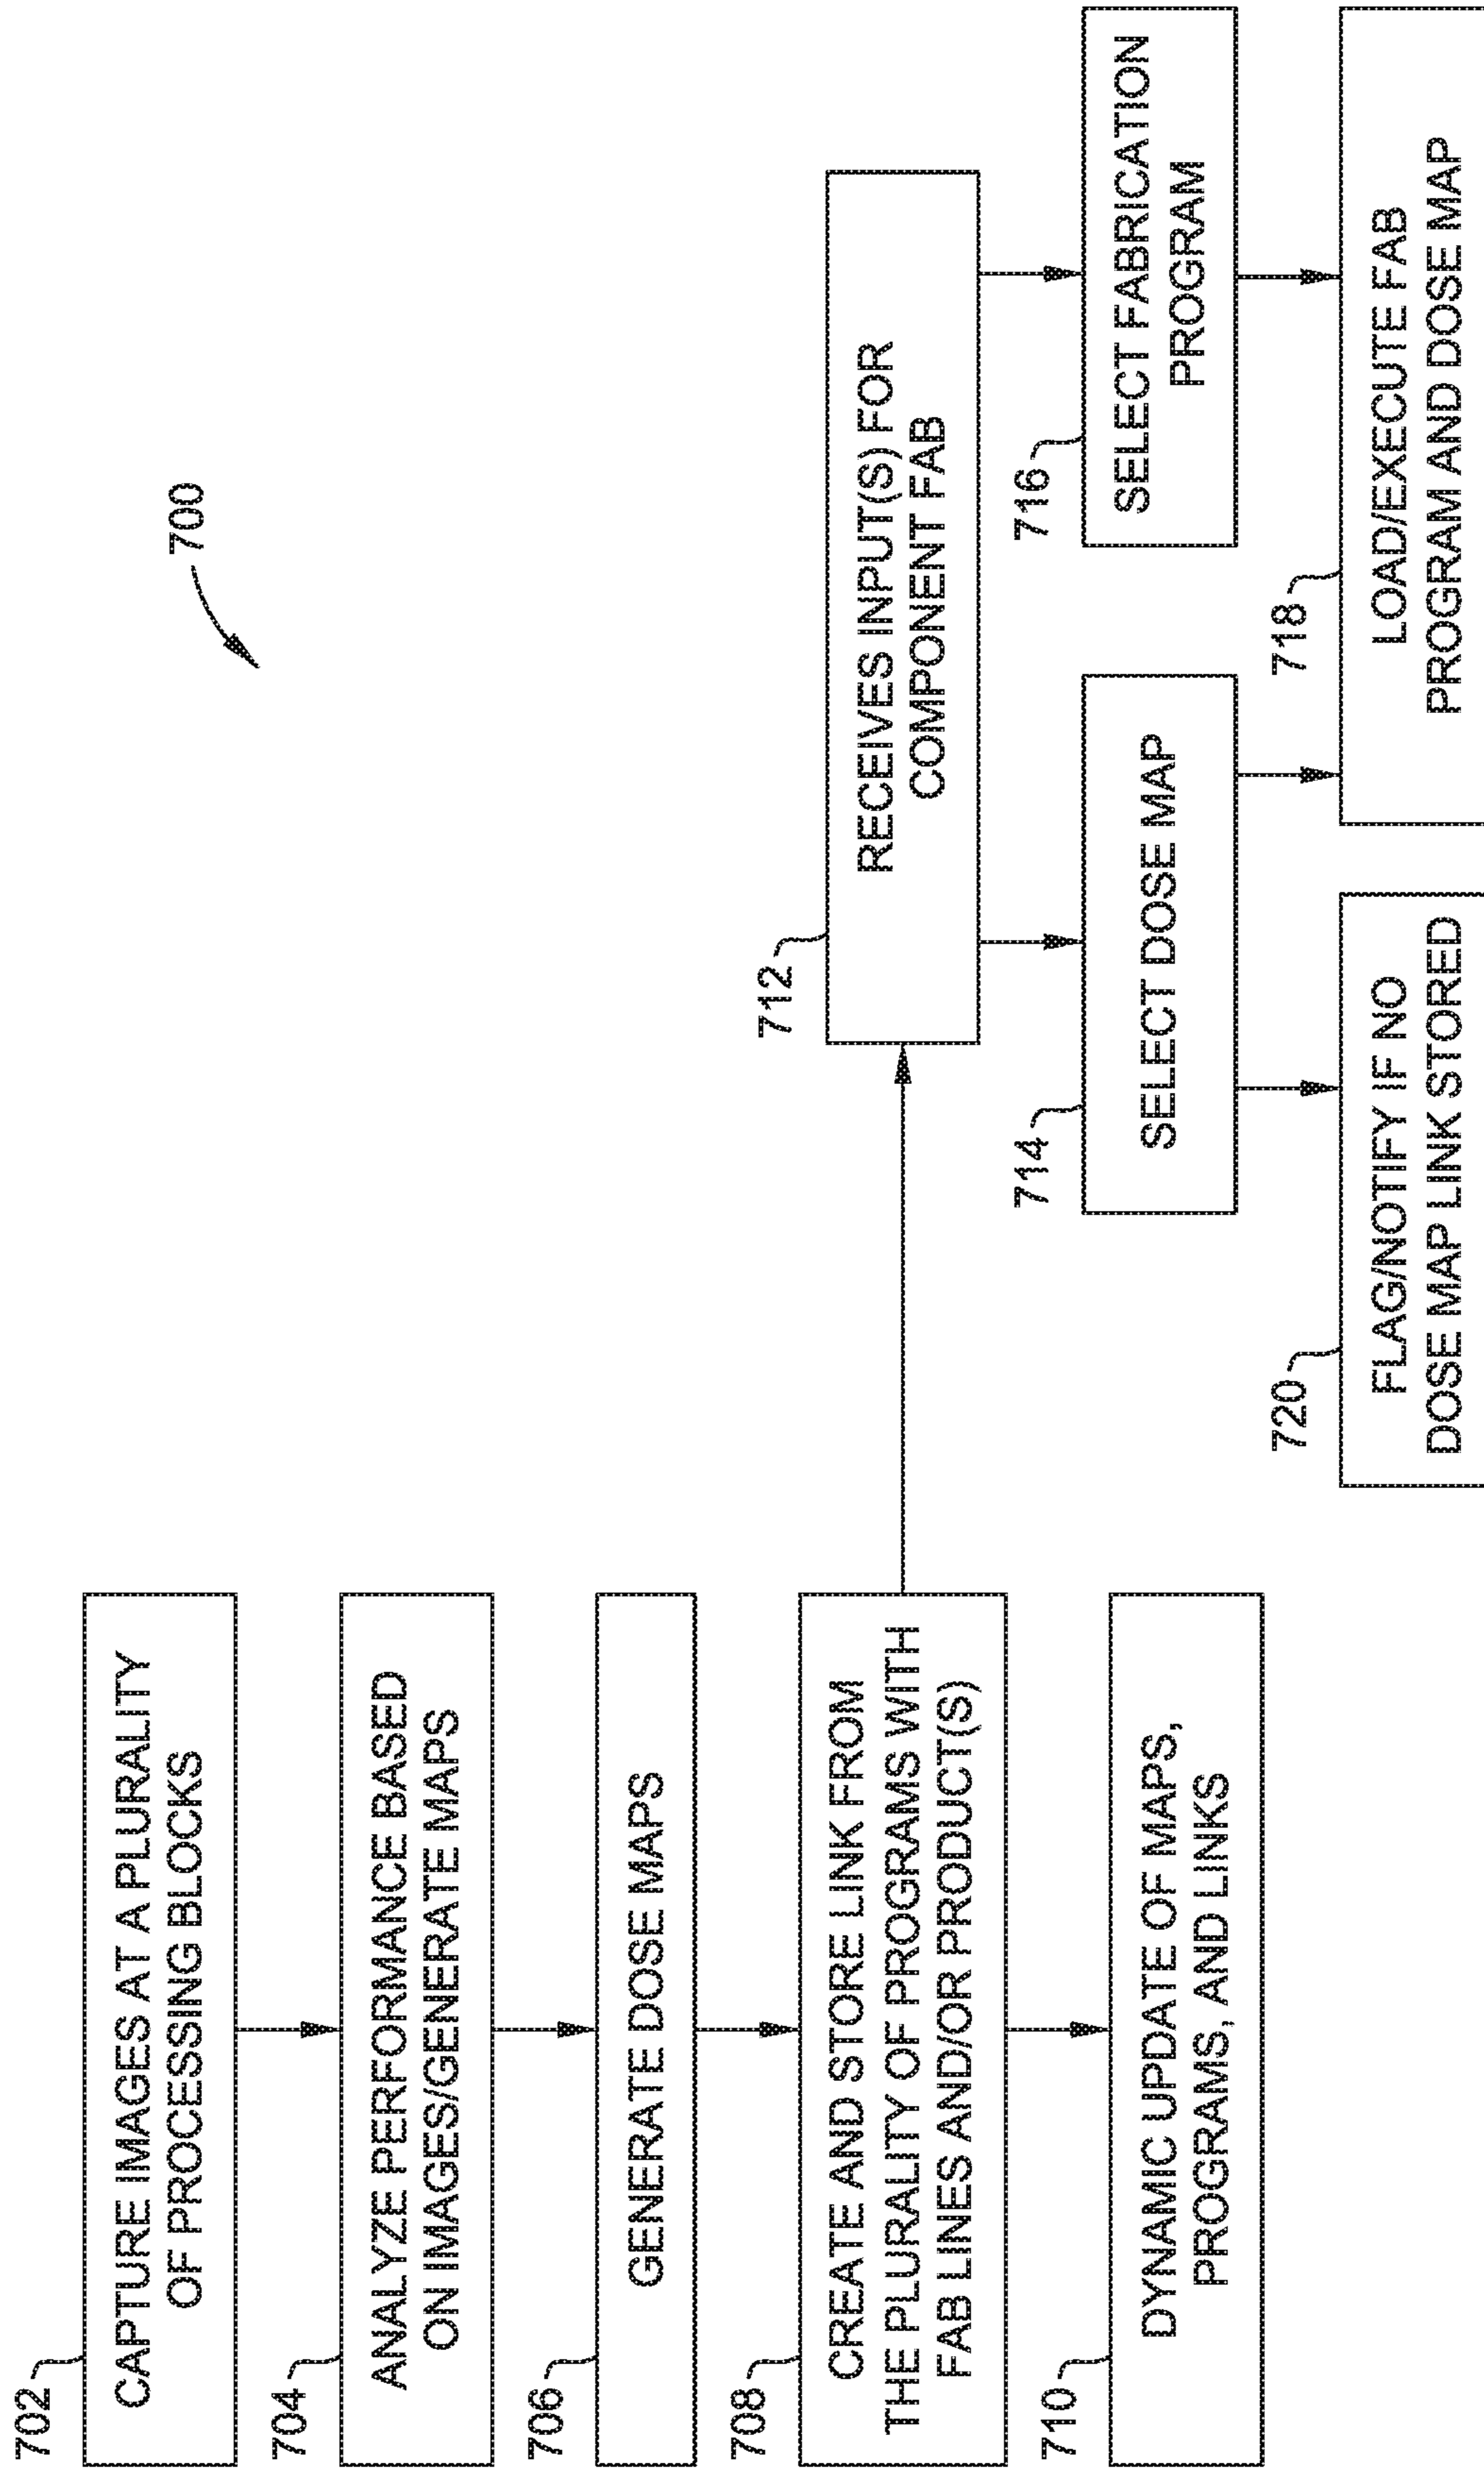 700
702
CAPTURE IMAGES AT A PLURALITY
OF PROCESSING BLOCKS
704
ANALYZE PERFORMANCE BASED
ON IMAGES/GENERATE MAPS
706
GENERATE DOSE MAPS
708
CREATE AND STORE LINK FROM
THE PLURALITY OF PROGRAMS WITH
FAB LINES AND/OR PRODUCT(S)
710
DYNAMIC UPDATE OF MAPS,
PROGRAMS, AND LINKS
712
RECEIVES INPUT(S) FOR
COMPONENT FAB
714
SELECT DOSE MAP
716
SELECT FABRICATION
PROGRAM
718
LOAD/EXECUTE FAB
PROGRAM AND DOSE MAP
720
FLAG/NOTIFY IF NO
DOSE MAP LINK STORED